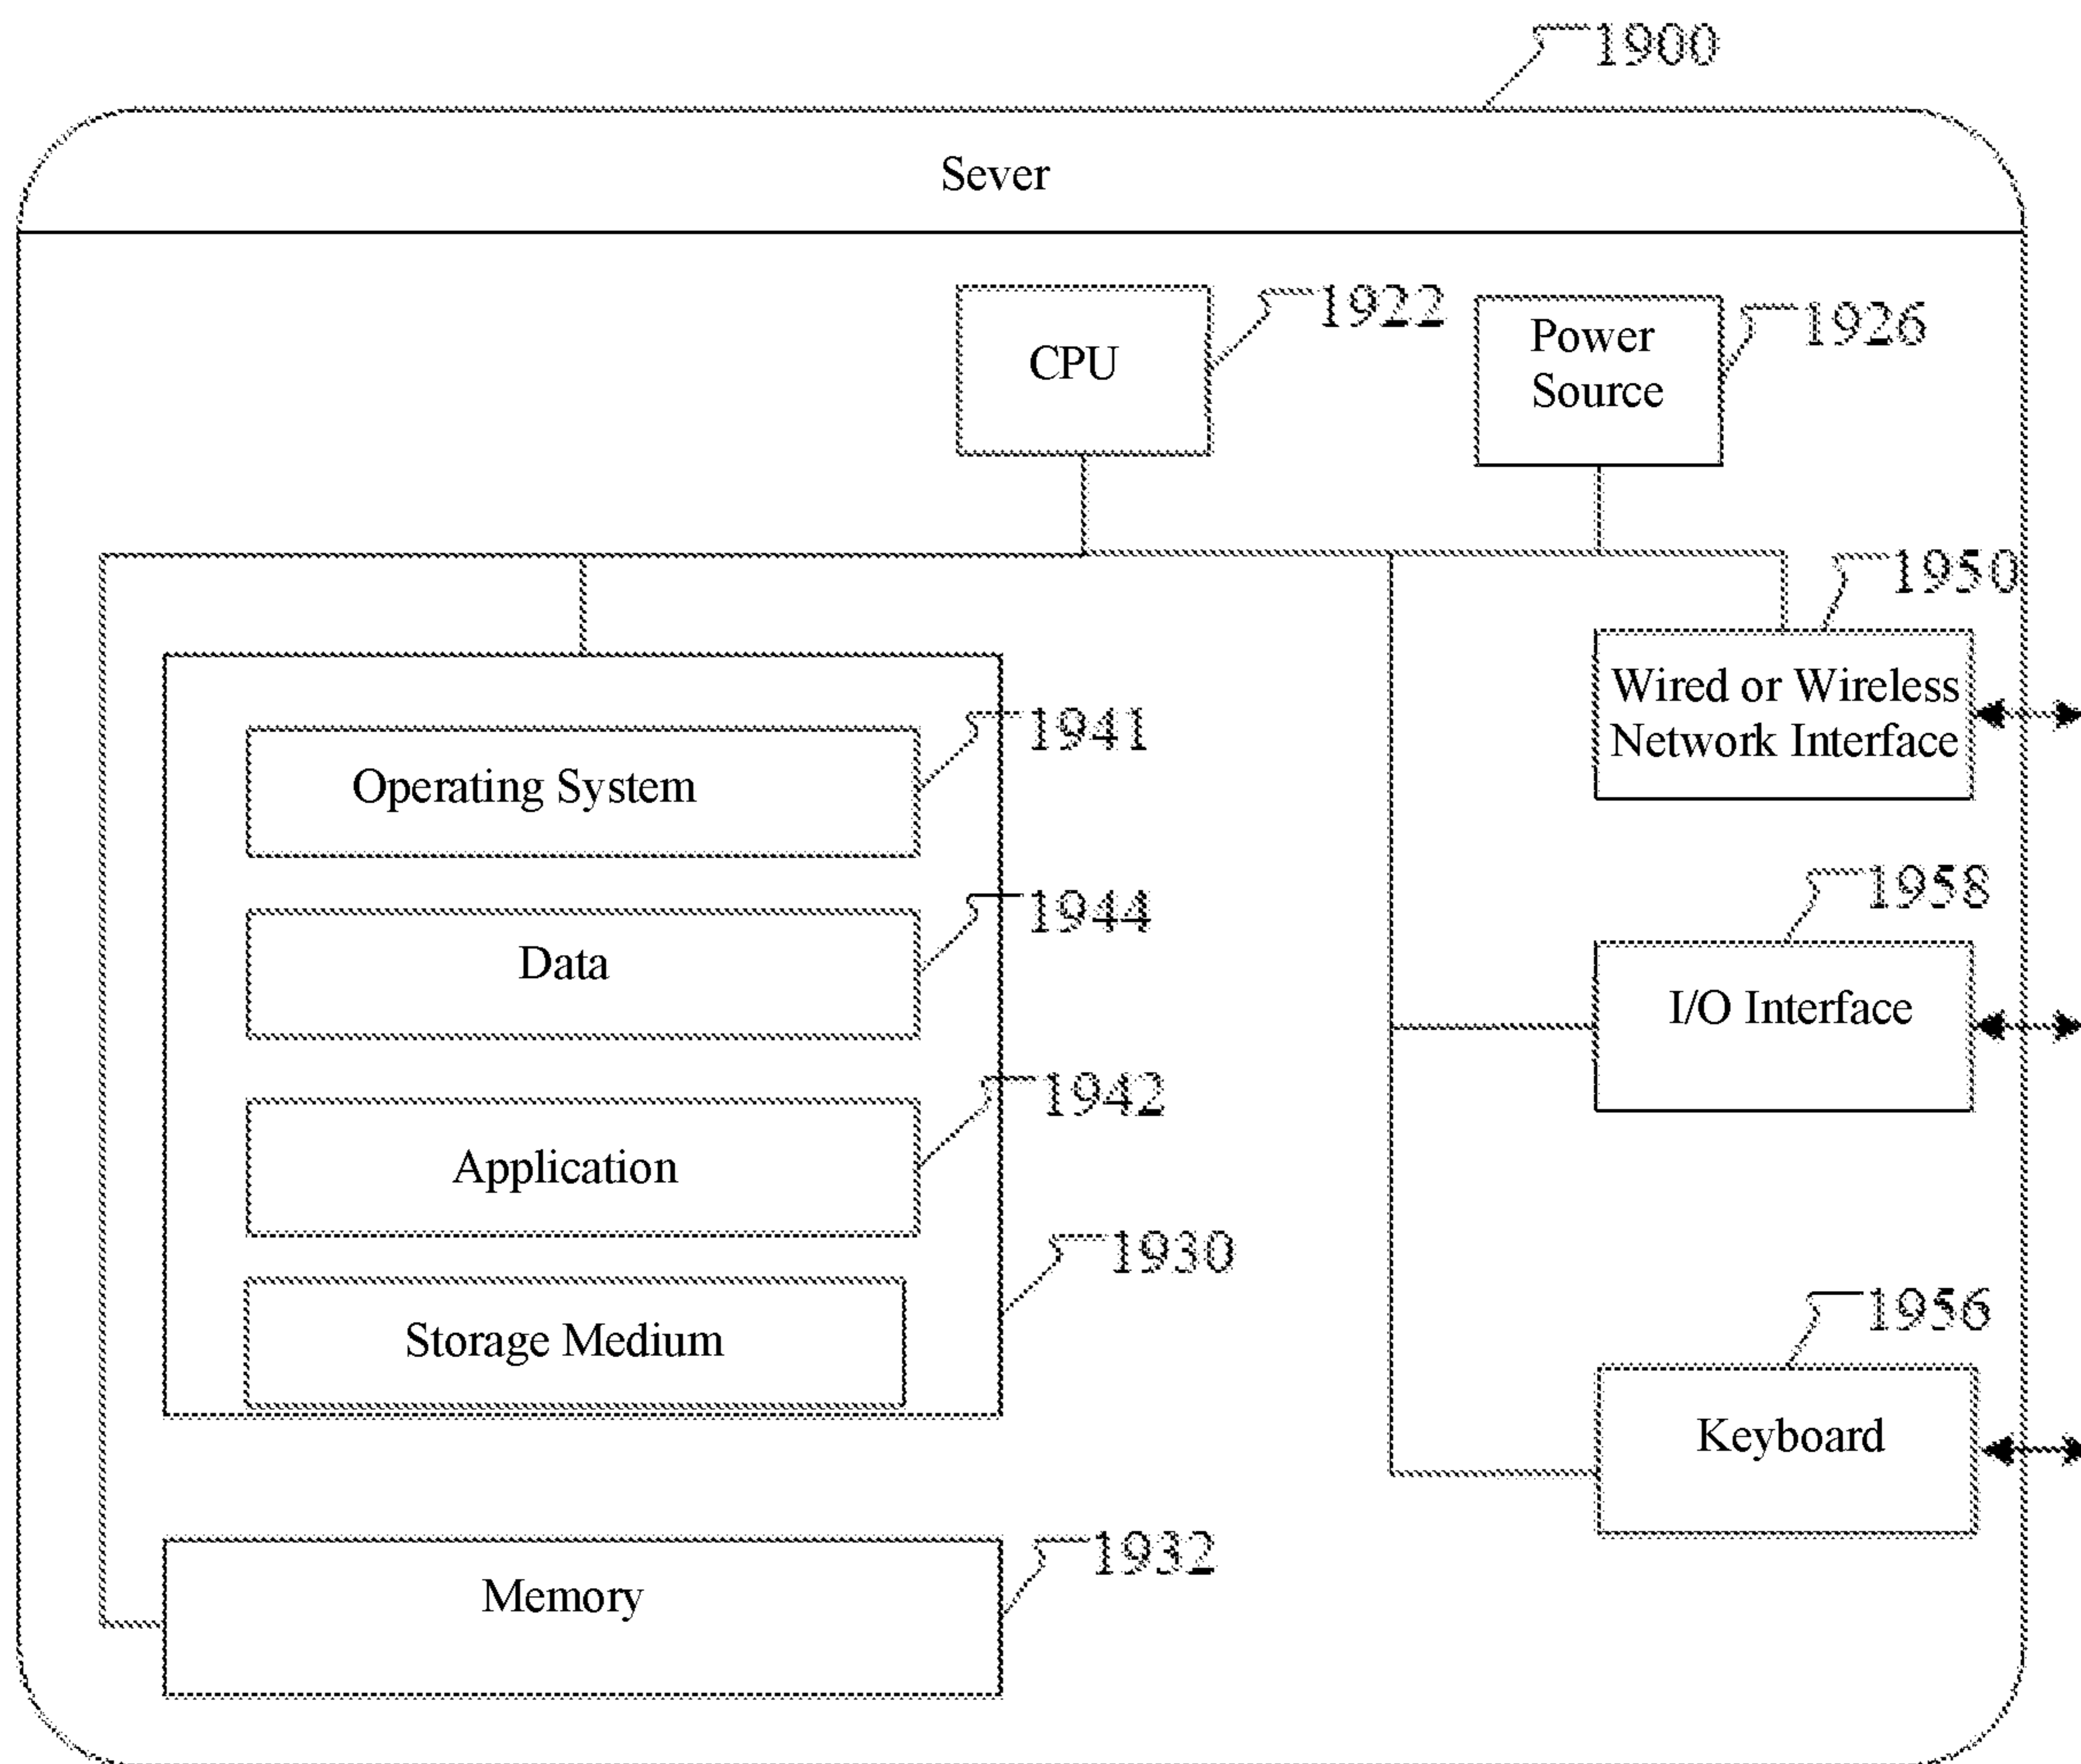 1900
Sever
CPU
1922
Power
Source
1926
1950
Wired or Wireless
Network Interface
1941
Operating System
1944
Data
1958
I/O Interface
1942
Application
1930
Storage Medium
1956
Keyboard
1932
Memory